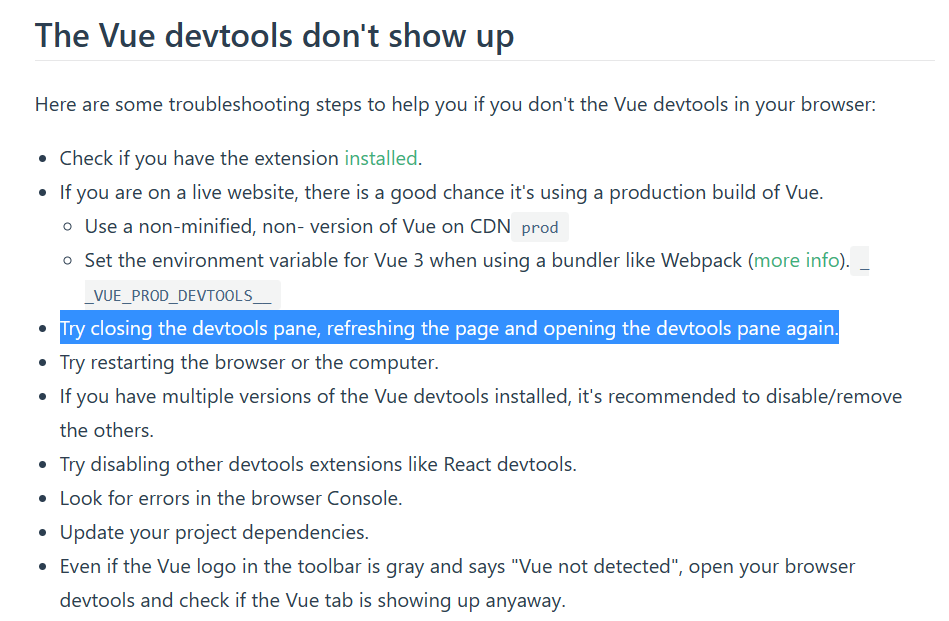 The Vue devtools don't show up
Here are some troubleshooting steps to help you if you don't the Vue devtools in your browser:
Check if you have the extension installed.
If you are on a live website, there is a good chance it's using a production build of Vue.
Use a non-minified, non- version of Vue on CDN prod
Set the environment variable for Vue 3 when using a bundler like Webpack (more info). _
_VUE_PROD_DEVTOOLS__
Try closing the devtools pane, refreshing the page and opening the devtools pane again.
Try restarting the browser or the computer.
If you have multiple versions of the Vue devtools installed, it's recommended to disable/remove
the others.
Try disabling other devtools extensions like React devtools.
Look for errors in the browser Console.
Update your project dependencies.
Even if the Vue logo in the toolbar is gray and says "Vue not detected", open your browser
devtools and check if the Vue tab is showing up anyaway.